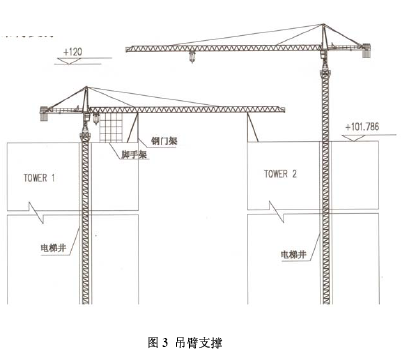 +120
+101.786
钢门架
脚手架
TOWER 1
TOWER 2
电梯井
电梯井
图 3 吊臂支撑